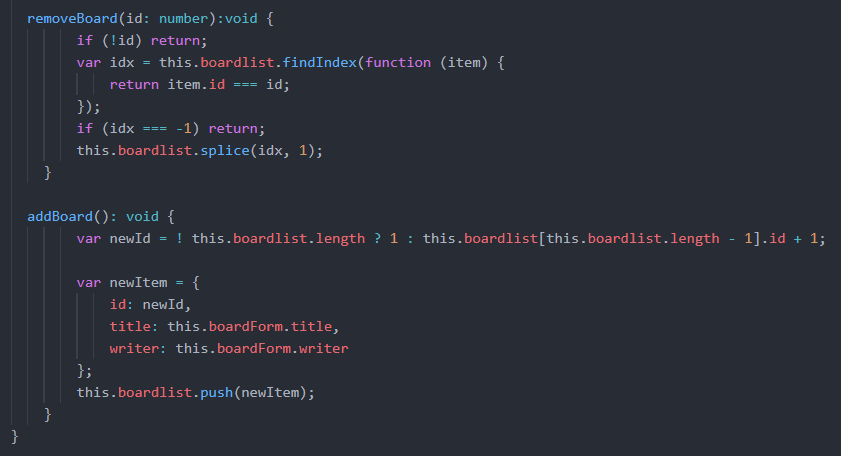 removeBoard(id: number):void {
if (!id) return;
var idx = this.boardlist.findIndex(function (item) {
return item.id === id;
});
if (idx === -1) return;
this.boardlist.splice(idx, 1);
}
addBoard(): void {
var newId = ! this.boardlist.length ? 1 : this.boardlist[this.boardlist.length - 1].id + 1;
var newItem = {
id: newId,
title: this.boardForm.title,
writer: this.boardForm.writer
};
this.boardlist.push(newItem);
}
}